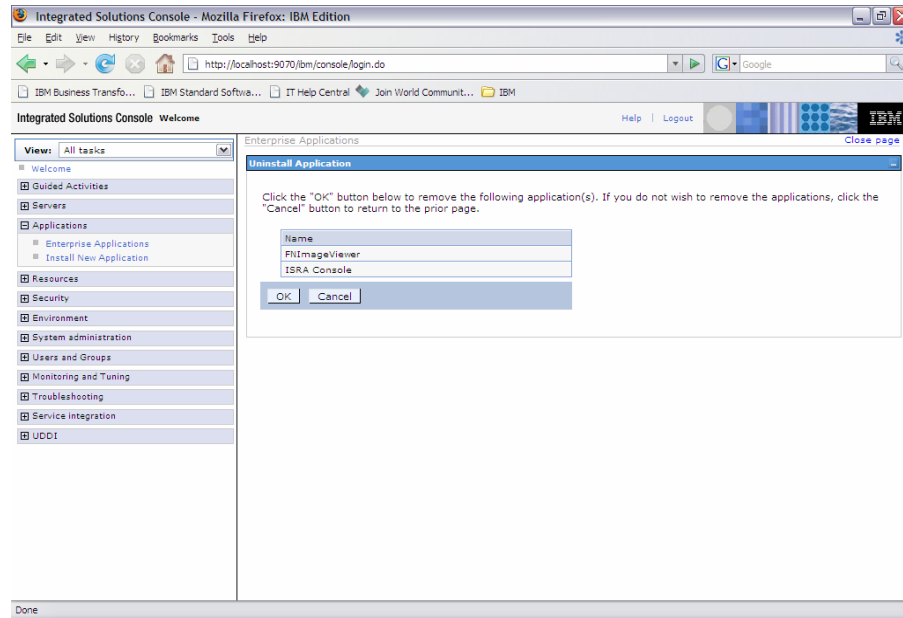 Integrated Solutions Console - Mozilla Firefox: IBM Edition
File Edit View History Bookmarks Tools Help
http://localhost:9070/ibm/console/login.do
G Google
IBM Business Transfo... IBM Standard Softwa... IT Help Central Join World Communit... IBM
Integrated Solutions Console Welcome
Help | Logout
IBM
View: All tasks
Welcome
Guided Activities
Servers
Applications
Enterprise Applications
Install New Application
Resources
Security
Environment
System administration
Users and Groups
Monitoring and Tuning
Troubleshooting
Service integration
UDDI
Enterprise Applications
Close page
Uninstall Application
Click the "OK" button below to remove the following application(s). If you do not wish to remove the applications, click the
"Cancel" button to return to the prior page.
Name
FNImageViewer
ISRA Console
OK Cancel
Done